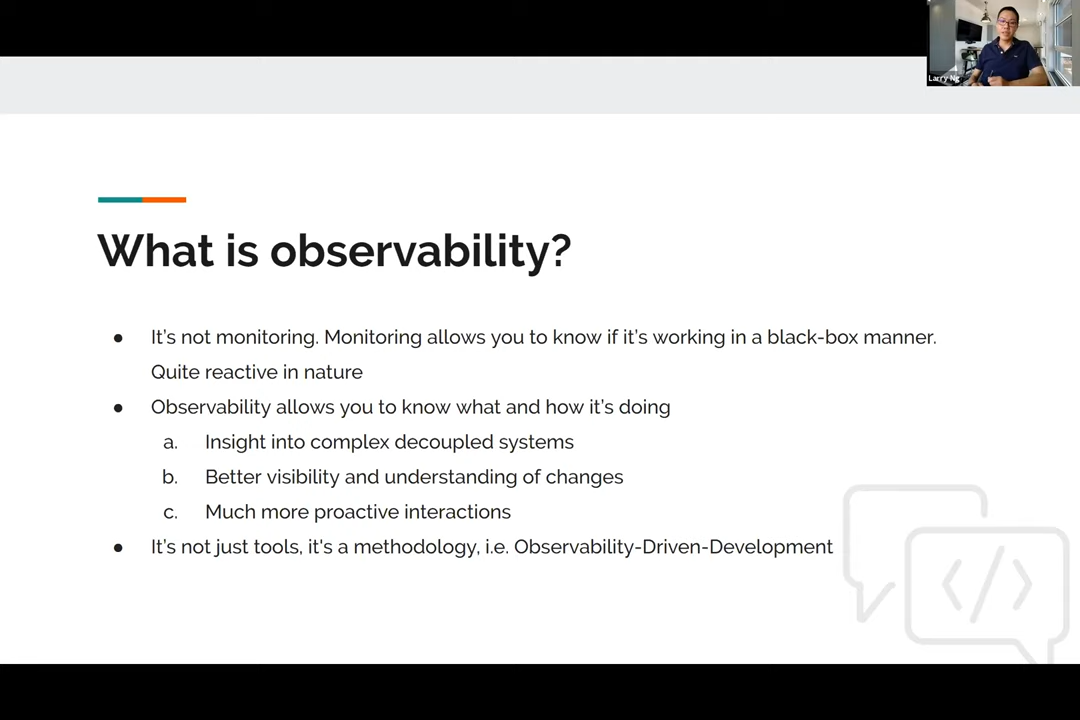 Larry Ng
What is observability?
● It's not monitoring. Monitoring allows you to know if it's working in a black-box manner.
Quite reactive in nature
● Observability allows you to know what and how it's doing
a. Insight into complex decoupled systems
b. Better visibility and understanding of changes
c. Much more proactive interactions
● It's not just tools, it's a methodology, i.e. Observability-Driven-Development